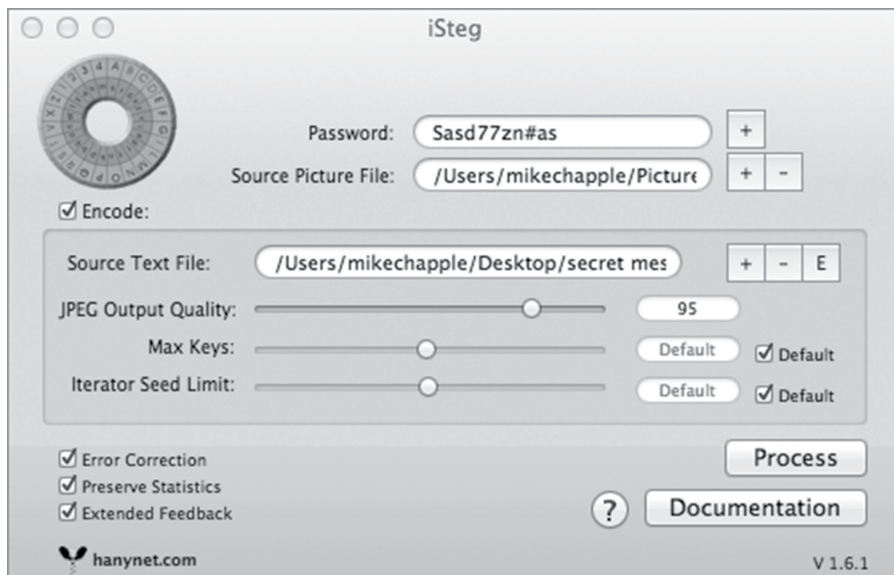 iSteg
Password: Sasd77zn#as +
Source Picture File: /Users/mikechapple/Picture + -
Encode:
Source Text File: /Users/mikechapple/Desktop/secret mes + - E
JPEG Output Quality: 95
Max Keys: Default Default
Iterator Seed Limit: Default Default
Error Correction
Process
Preserve Statistics
Extended Feedback
? Documentation
hanynet.com
V 1.6.1